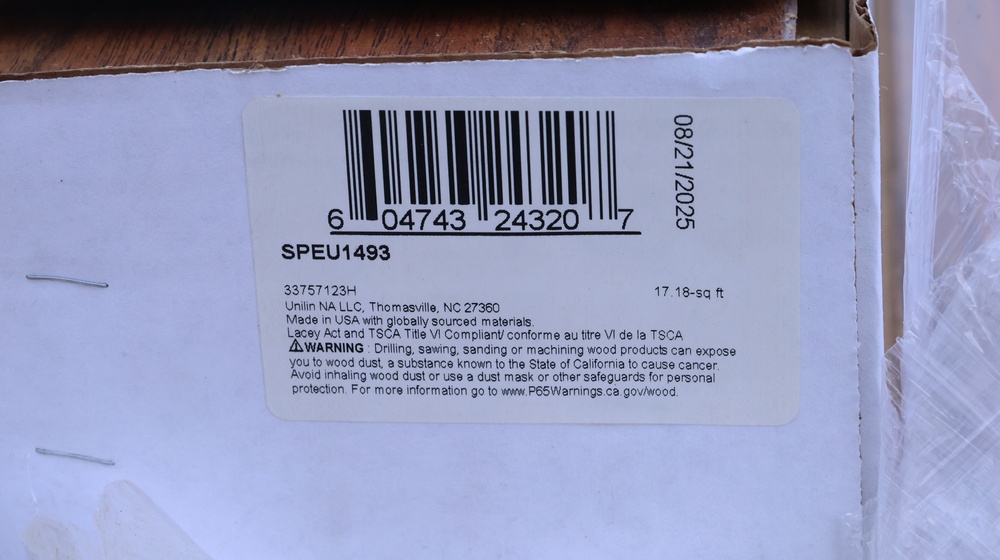 6 04743 24320 7
08/21/2025
SPEU1493
33757123H
17.18-sq ft
Unilin NA LLC, Thomasville, NC 27360
Made in USA with globally sourced materials.
Lacey Act and TSCA Title VI Compliant/ conforme au titre VI de la TSCA
⚠WARNING : Drilling, sawing, sanding or machining wood products can expose
you to wood dust, a substance known to the State of California to cause cancer.
Avoid inhaling wood dust or use a dust mask or other safeguards for personal
protection. For more information go to www.P65Warnings.ca.gov/wood.